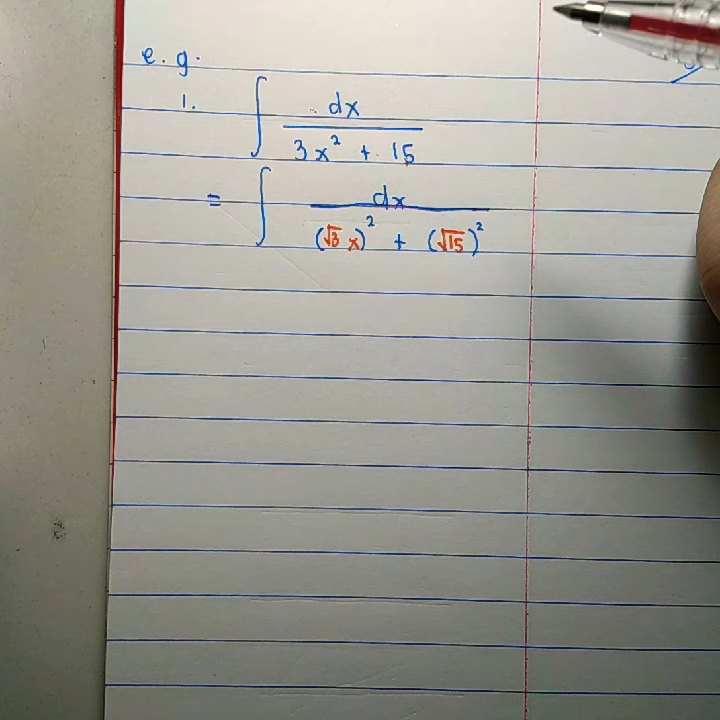 e.g.
1. ∫ dx / (3x² + 15)
= ∫ dx / ((√3 x)² + (√15)²)